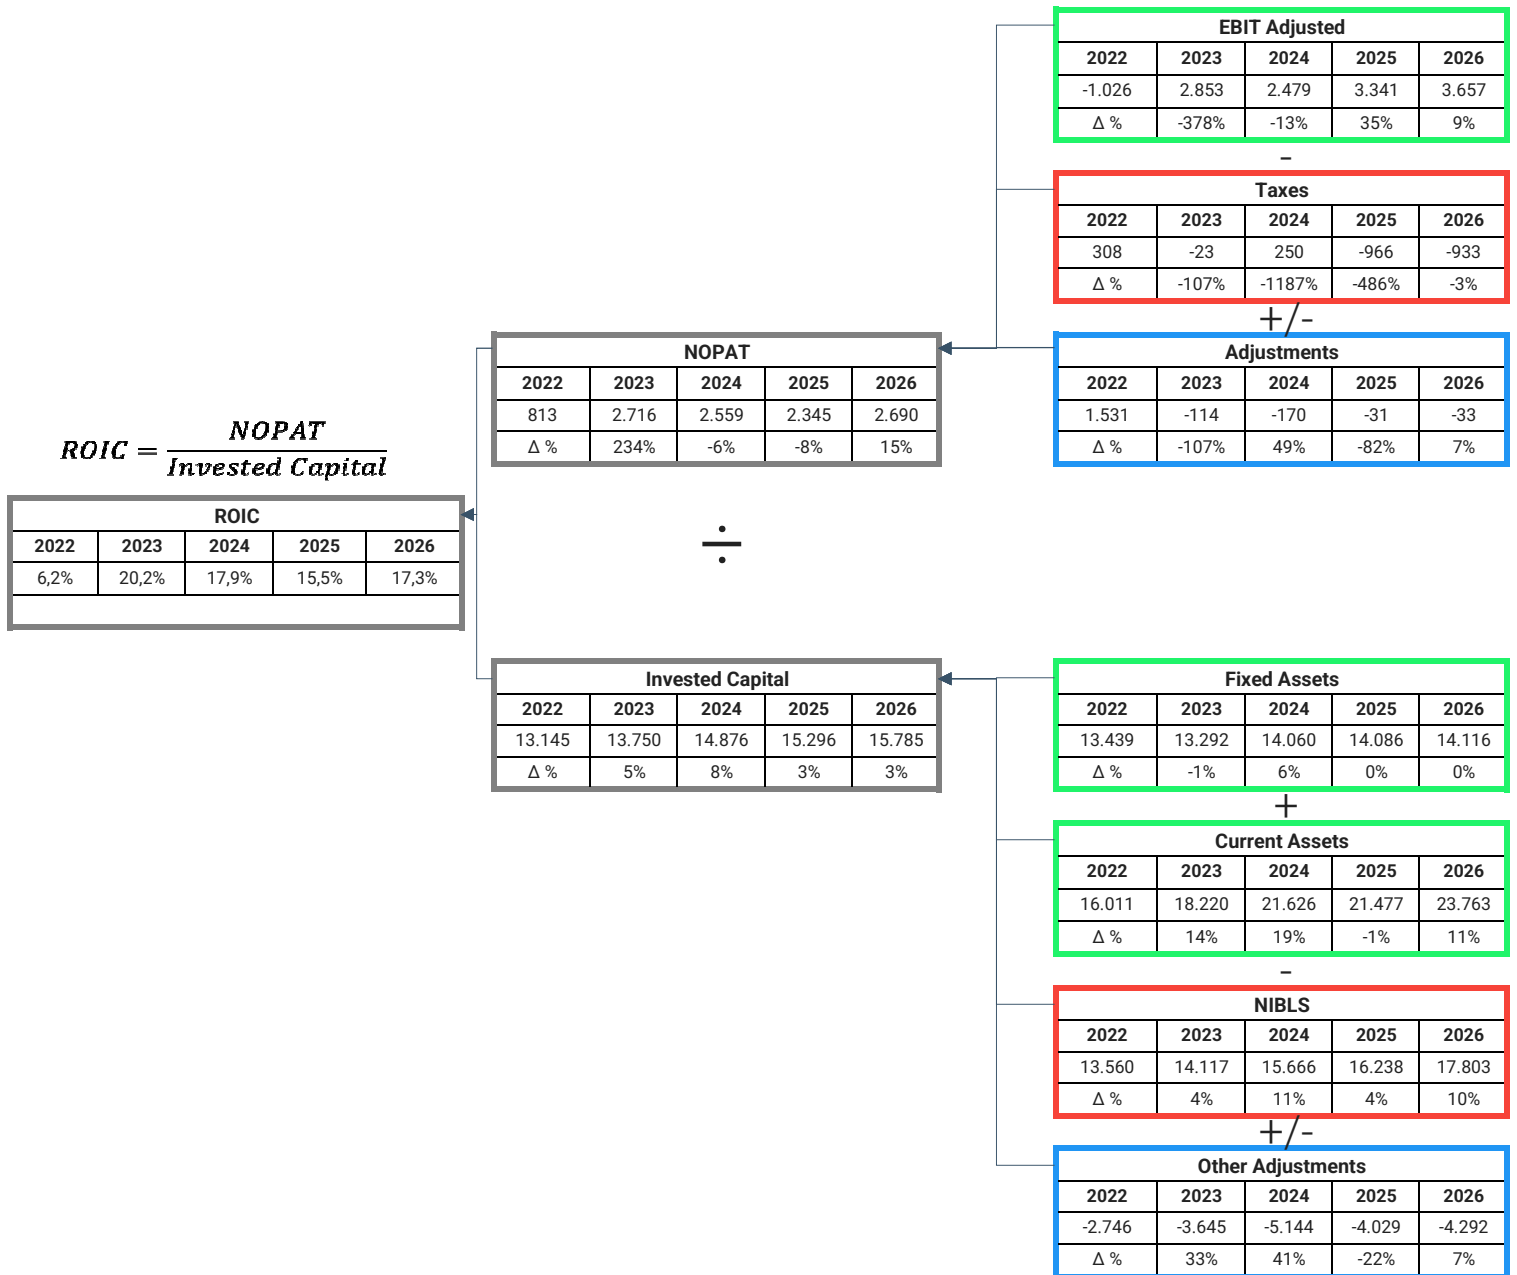 EBIT Adjusted
2022 2023 2024 2025 2026
-1.026 2.853 2.479 3.341 3.657
Δ % -378% -13% 35% 9%
-
Taxes
2022 2023 2024 2025 2026
308 -23 250 -966 -933
Δ % -107% -1187% -486% -3%
+/-
Adjustments
2022 2023 2024 2025 2026
1.531 -114 -170 -31 -33
Δ % -107% 49% -82% 7%
NOPAT
2022 2023 2024 2025 2026
813 2.716 2.559 2.345 2.690
Δ % 234% -6% -8% 15%
ROIC = NOPAT
Invested Capital
ROIC
2022 2023 2024 2025 2026
6,2% 20,2% 17,9% 15,5% 17,3%
÷
Invested Capital
2022 2023 2024 2025 2026
13.145 13.750 14.876 15.296 15.785
Δ % 5% 8% 3% 3%
Fixed Assets
2022 2023 2024 2025 2026
13.439 13.292 14.060 14.086 14.116
Δ % -1% 6% 0% 0%
+
Current Assets
2022 2023 2024 2025 2026
16.011 18.220 21.626 21.477 23.763
Δ % 14% 19% -1% 11%
-
NIBLS
2022 2023 2024 2025 2026
13.560 14.117 15.666 16.238 17.803
Δ % 4% 11% 4% 10%
+/-
Other Adjustments
2022 2023 2024 2025 2026
-2.746 -3.645 -5.144 -4.029 -4.292
Δ % 33% 41% -22% 7%